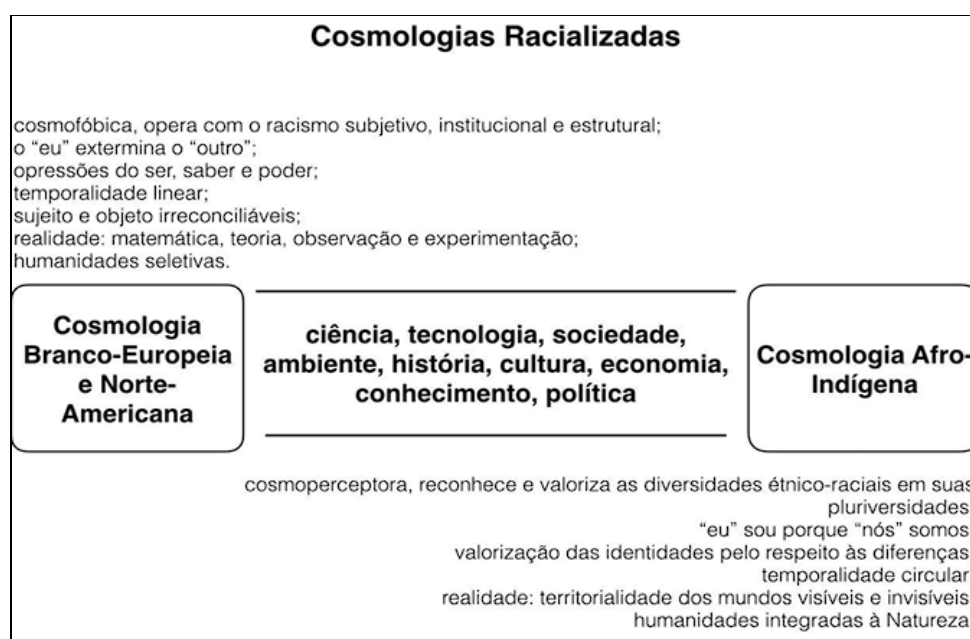 Cosmologias Racializadas
cosmofóbica, opera com o racismo subjetivo, institucional e estrutural;
o “eu” extermina o “outro”;
opressões do ser, saber e poder;
temporalidade linear;
sujeito e objeto irreconciliáveis;
realidade: matemática, teoria, observação e experimentação;
humanidades seletivas.
Cosmologia
Branco-Europeia
e Norte-
Americana
ciência, tecnologia, sociedade,
ambiente, história, cultura, economia,
conhecimento, política
Cosmologia Afro-
Indígena
cosmoperceptora, reconhece e valoriza as diversidades étnico-raciais em suas
pluriversidades
“eu” sou porque “nós” somos
valorização das identidades pelo respeito às diferenças
temporalidade circular
realidade: territorialidade dos mundos visíveis e invisíveis
humanidades integradas à Natureza